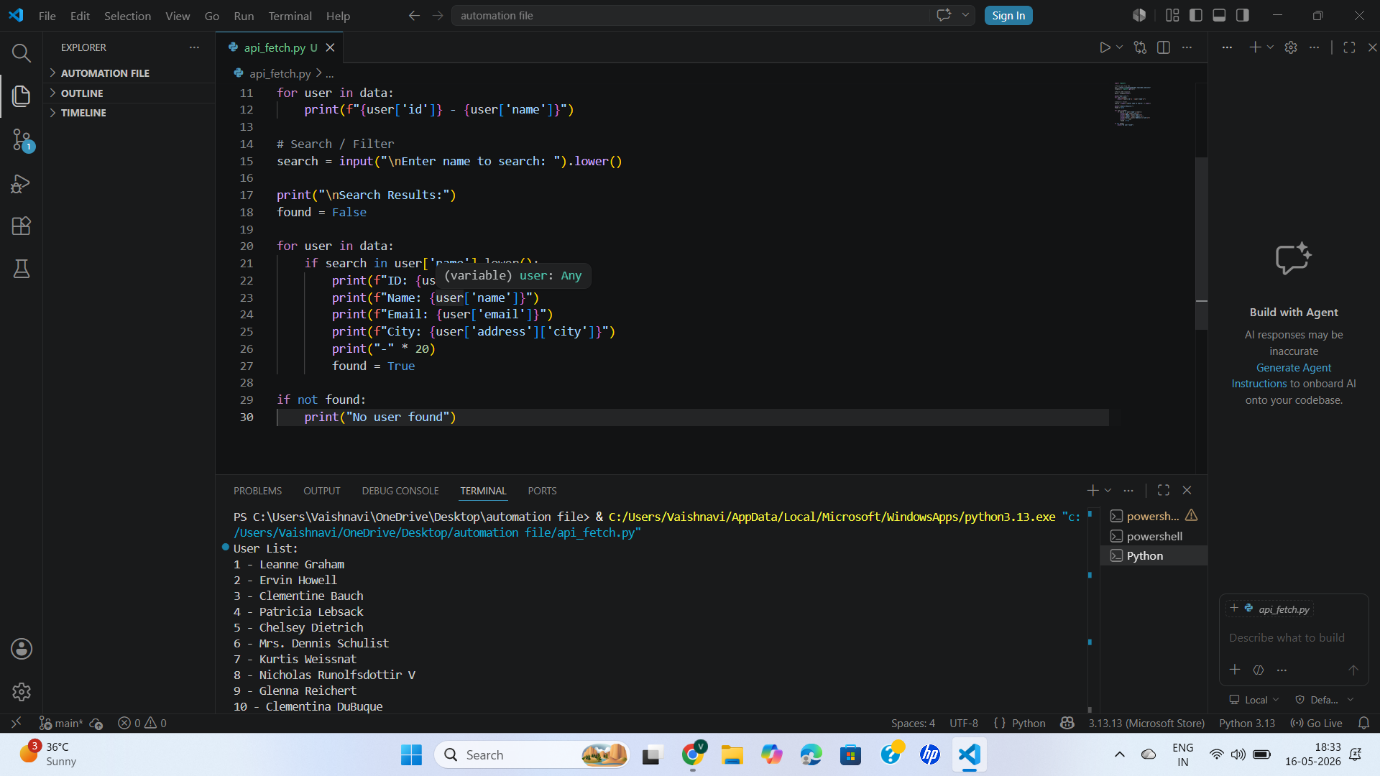 File Edit Selection View Go Run Terminal Help
automation file
Sign In
EXPLORER
AUTOMATION FILE
OUTLINE
TIMELINE
1
api_fetch.py U
api_fetch.py > ...
11 for user in data:
12 print(f"{user['id']} - {user['name']}")
13
14 # Search / Filter
15 search = input("\nEnter name to search: ").lower()
16
17 print("\nSearch Results:")
18 found = False
19
20 for user in data:
21 if search in user['name'].lower():
22 print(f"ID: {us
(variable) user: Any
23 print(f"Name: {user['name']}")
24 print(f"Email: {user['email']}")
25 print(f"City: {user['address']['city']}")
26 print("-" * 20)
27 found = True
28
29 if not found:
30 print("No user found")
Build with Agent
AI responses may be
inaccurate
Generate Agent
Instructions to onboard AI
onto your codebase.
PROBLEMS OUTPUT DEBUG CONSOLE TERMINAL PORTS
PS C:\Users\Vaishnavi\OneDrive\Desktop\automation file> & C:/Users/Vaishnavi/AppData/Local/Microsoft/WindowsApps/python3.13.exe "c:
/Users/Vaishnavi/OneDrive/Desktop/automation file/api_fetch.py"
User List:
1 - Leanne Graham
2 - Ervin Howell
3 - Clementine Bauch
4 - Patricia Lebsack
5 - Chelsey Dietrich
6 - Mrs. Dennis Schulist
7 - Kurtis Weissnat
8 - Nicholas Runolfsdottir V
9 - Glenna Reichert
10 - Clementina DuBuque
powersh...
powershell
Python
api_fetch.py
Describe what to build
Local
Defa...
main* 0 0
Spaces: 4 UTF-8 {} Python 3.13.13 (Microsoft Store) Python 3.13 Go Live
3
36°C
Sunny
Search
V
hp
ENG
IN
18:33
16-05-2026